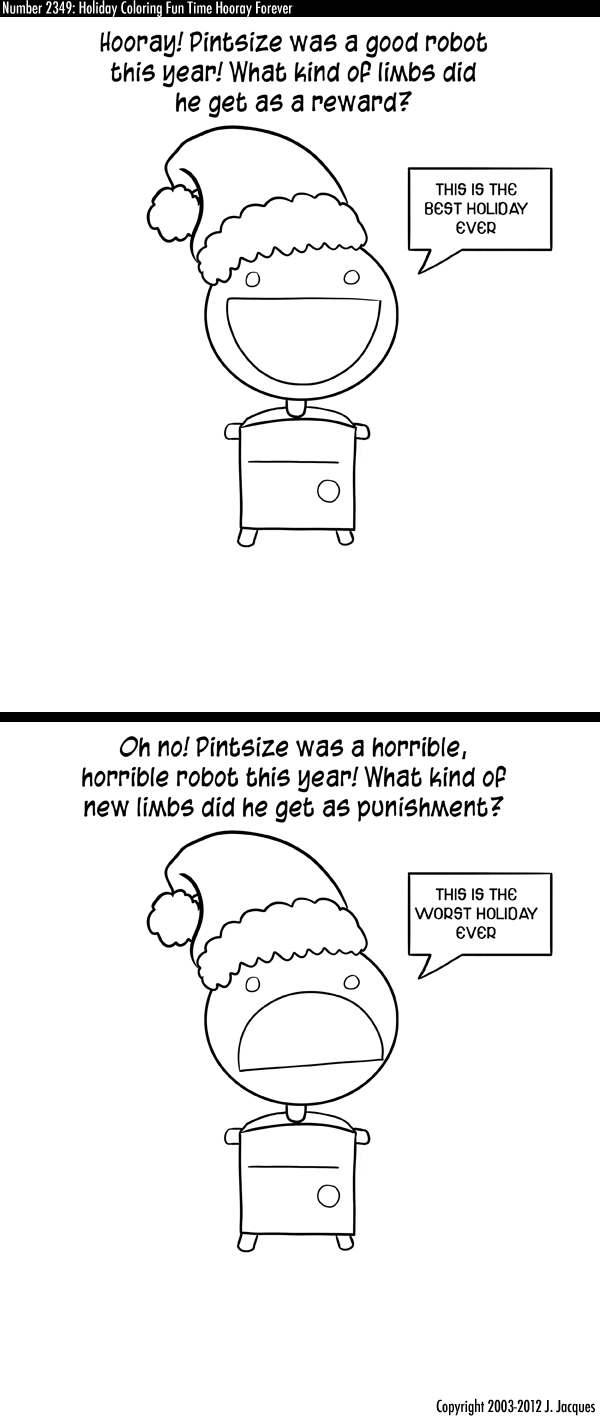 Number 2349: Holiday Coloring Fun Time Hooray Forever
Hooray! Pintsize was a good robot
this year! What kind of limbs did
he get as a reward?
THIS IS THE
BEST HOLIDAY
EVER
Oh no! Pintsize was a horrible,
horrible robot this year! What kind of
new limbs did he get as punishment?
THIS IS THE
WORST HOLIDAY
EVER
Copyright 2003-2012 J. Jacques